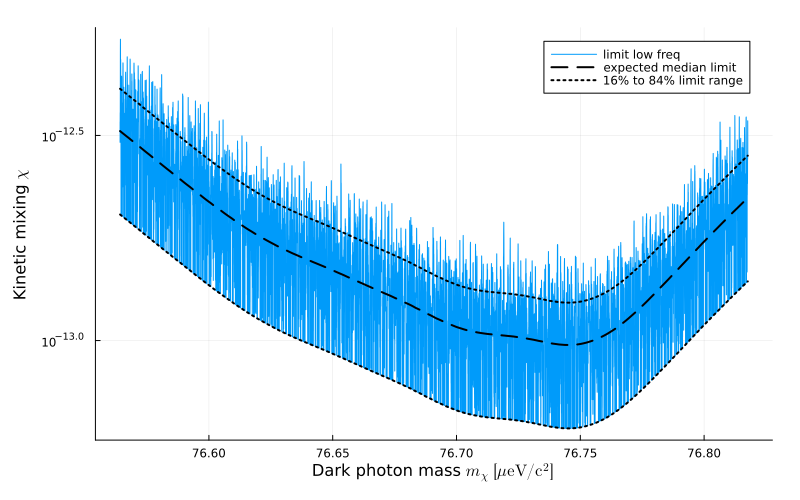 limit low freq
expected median limit
16% to 84% limit range
10⁻¹²·⁵
10⁻¹³·⁰
Kinetic mixing χ
76.60 76.65 76.70 76.75 76.80
Dark photon mass m_χ [μeV/c²]